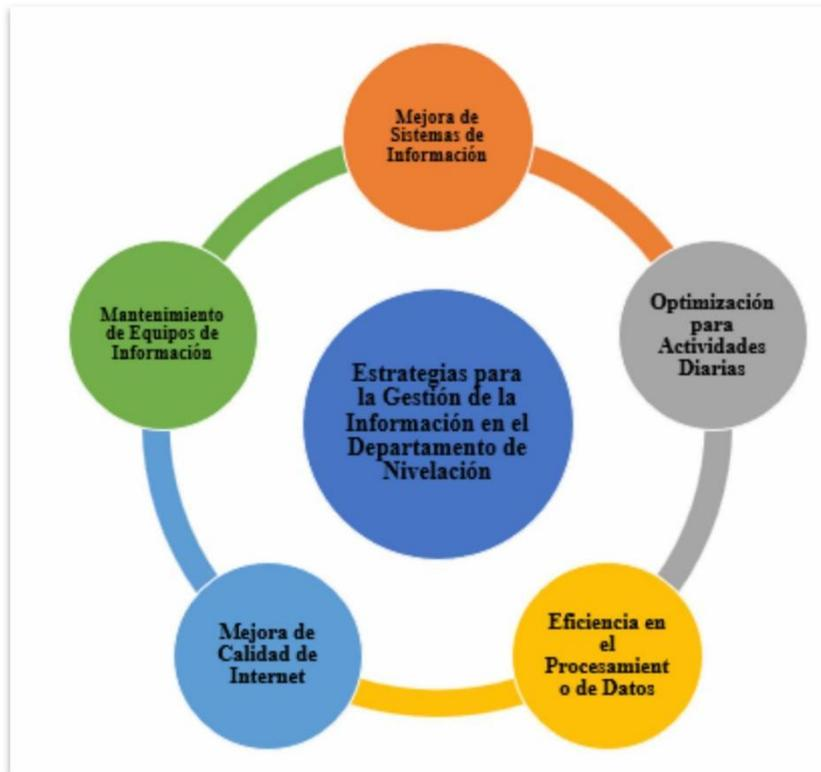 Mejora de
Sistemas de
Información
Optimización
para
Actividades
Diarias
Mantenimiento
de Equipos de
Información
Estrategias para
la Gestión de la
Información en el
Departamento de
Nivelación
Mejora de
Calidad de
Internet
Eficiencia en
el
Procesamient
o de Datos